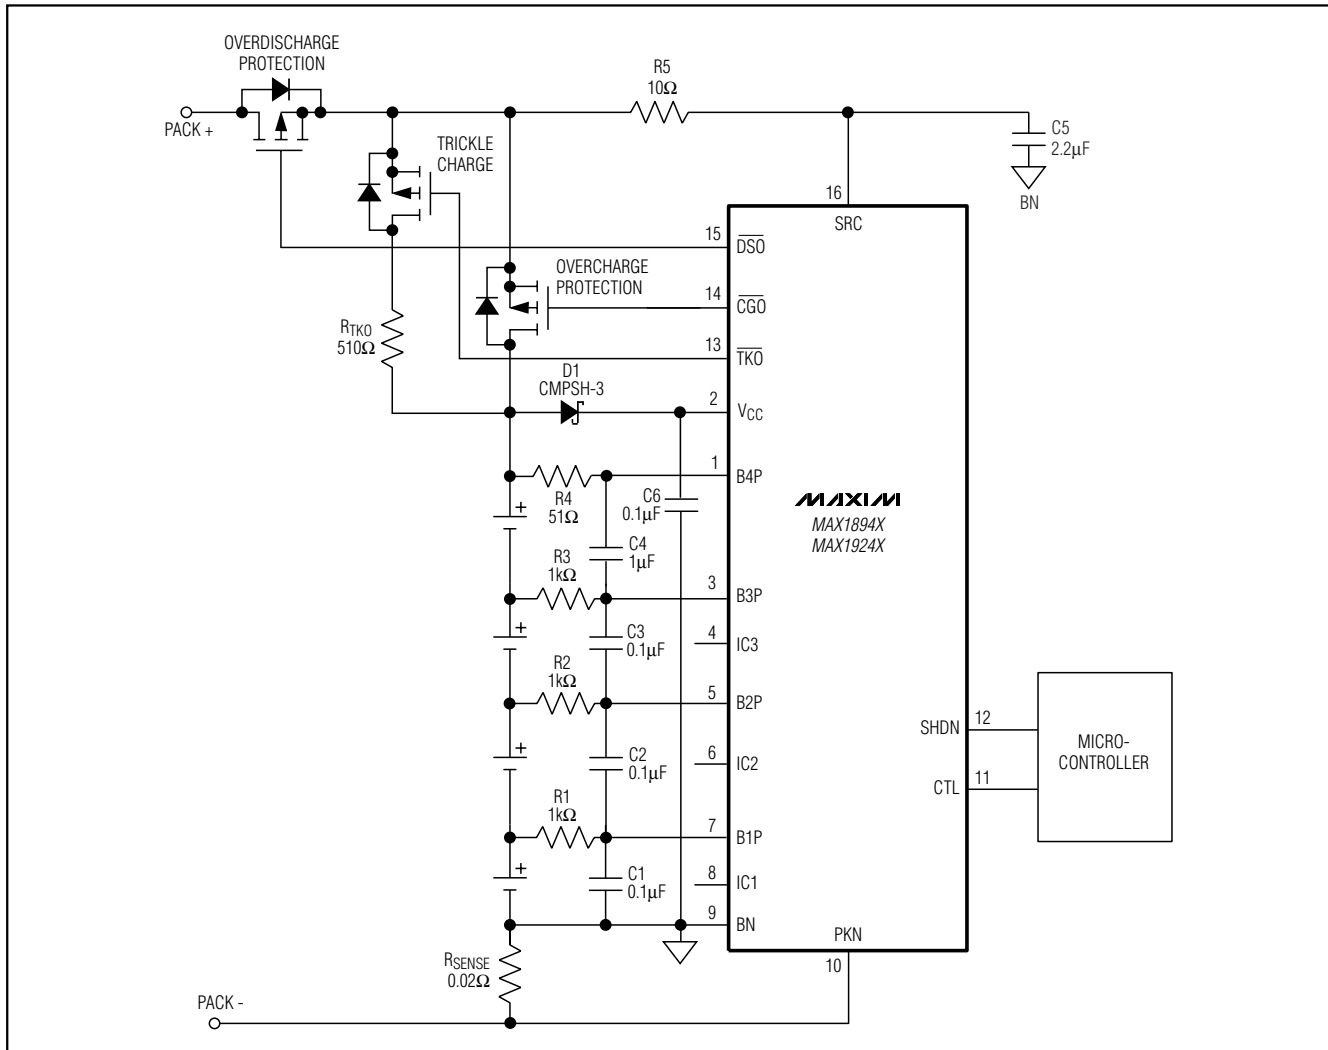 OVERDISCHARGE
PROTECTION
PACK +
R5
10Ω
C5
2.2µF
BN
TRICKLE
CHARGE
16
SRC
15
DSO
OVERCHARGE
PROTECTION
14
CGO
RTKO
510Ω
13
TKO
D1
CMPSH-3
2
VCC
1
B4P
+
R4
51Ω
C6
0.1µF
MAXIM
MAX1894X
MAX1924X
C4
1µF
R3
1kΩ
3
B3P
+
C3
0.1µF
4
IC3
R2
1kΩ
5
B2P
SHDN
12
MICRO-
CONTROLLER
+
C2
0.1µF
6
IC2
CTL
11
R1
1kΩ
7
B1P
+
C1
0.1µF
8
IC1
9
BN
PKN
10
RSENSE
0.02Ω
PACK -